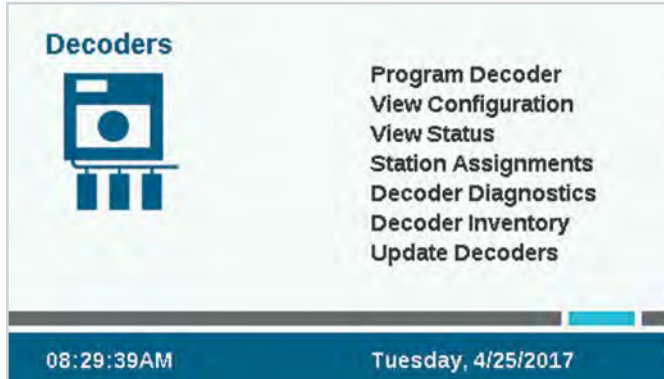 Decoders
Program Decoder
View Configuration
View Status
Station Assignments
Decoder Diagnostics
Decoder Inventory
Update Decoders
08:29:39AM
Tuesday, 4/25/2017